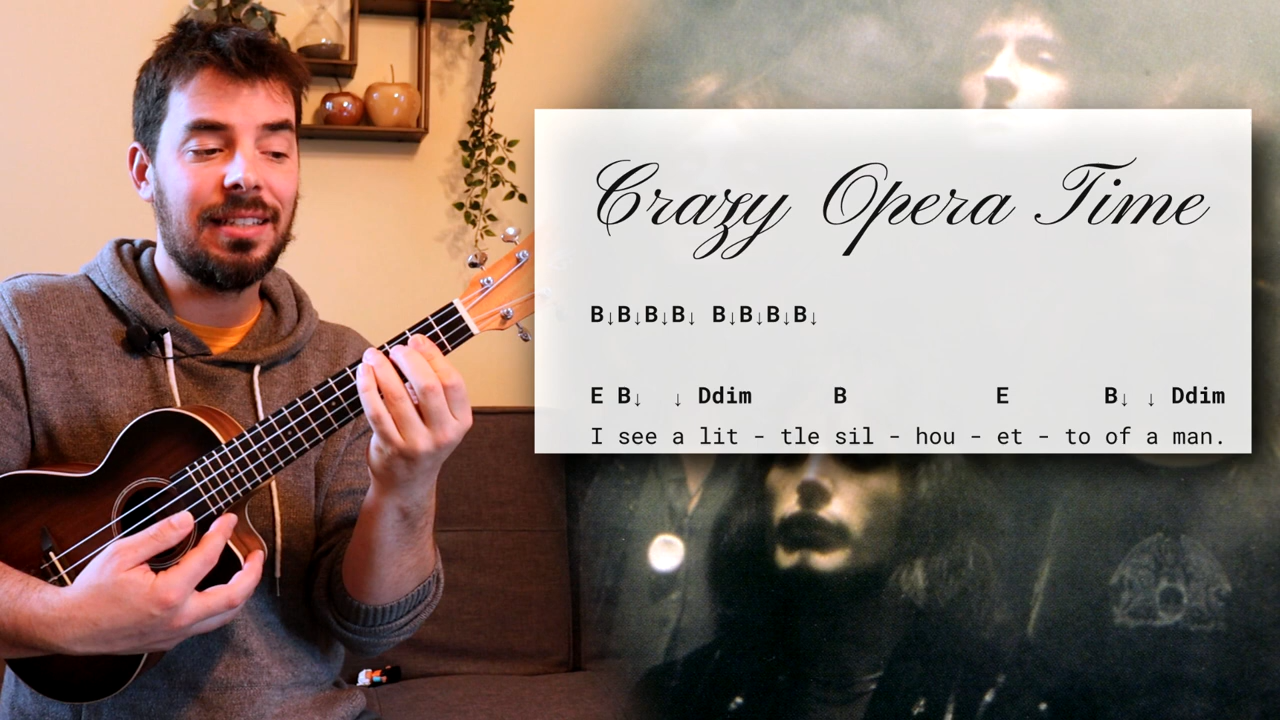 Crazy Opera Time
B↓B↓B↓B↓ B↓B↓B↓B↓
E B↓ ↓ Ddim B E B↓ ↓ Ddim
I see a lit - tle sil - hou - et - to of a man.